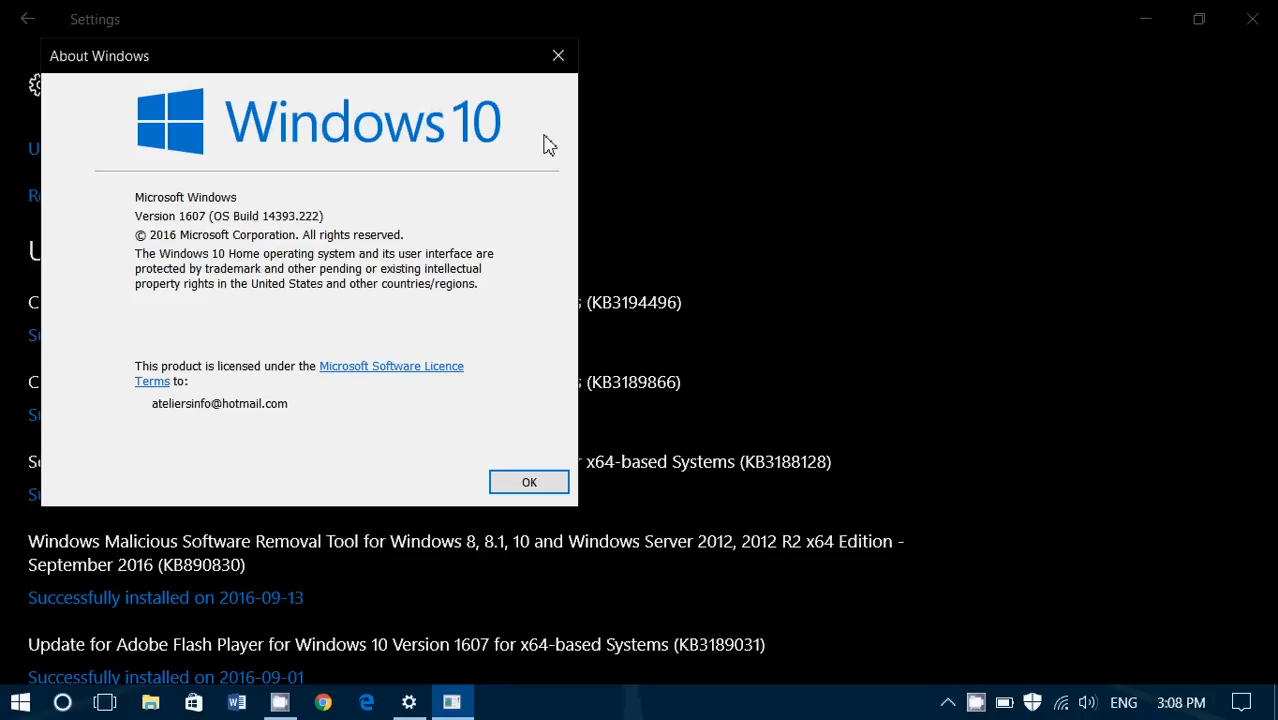 Settings
About Windows
Windows 10
Microsoft Windows
Version 1607 (OS Build 14393.222)
© 2016 Microsoft Corporation. All rights reserved.
The Windows 10 Home operating system and its user interface are
protected by trademark and other pending or existing intellectual
property rights in the United States and other countries/regions.
(KB3194496)
This product is licensed under the Microsoft Software Licence
Terms to:
(KB3189866)
ateliersinfo@hotmail.com
x64-based Systems (KB3188128)
OK
Windows Malicious Software Removal Tool for Windows 8, 8.1, 10 and Windows Server 2012, 2012 R2 x64 Edition -
September 2016 (KB890830)
Successfully installed on 2016-09-13
Update for Adobe Flash Player for Windows 10 Version 1607 for x64-based Systems (KB3189031)
Successfully installed on 2016-09-01
ENG
3:08 PM